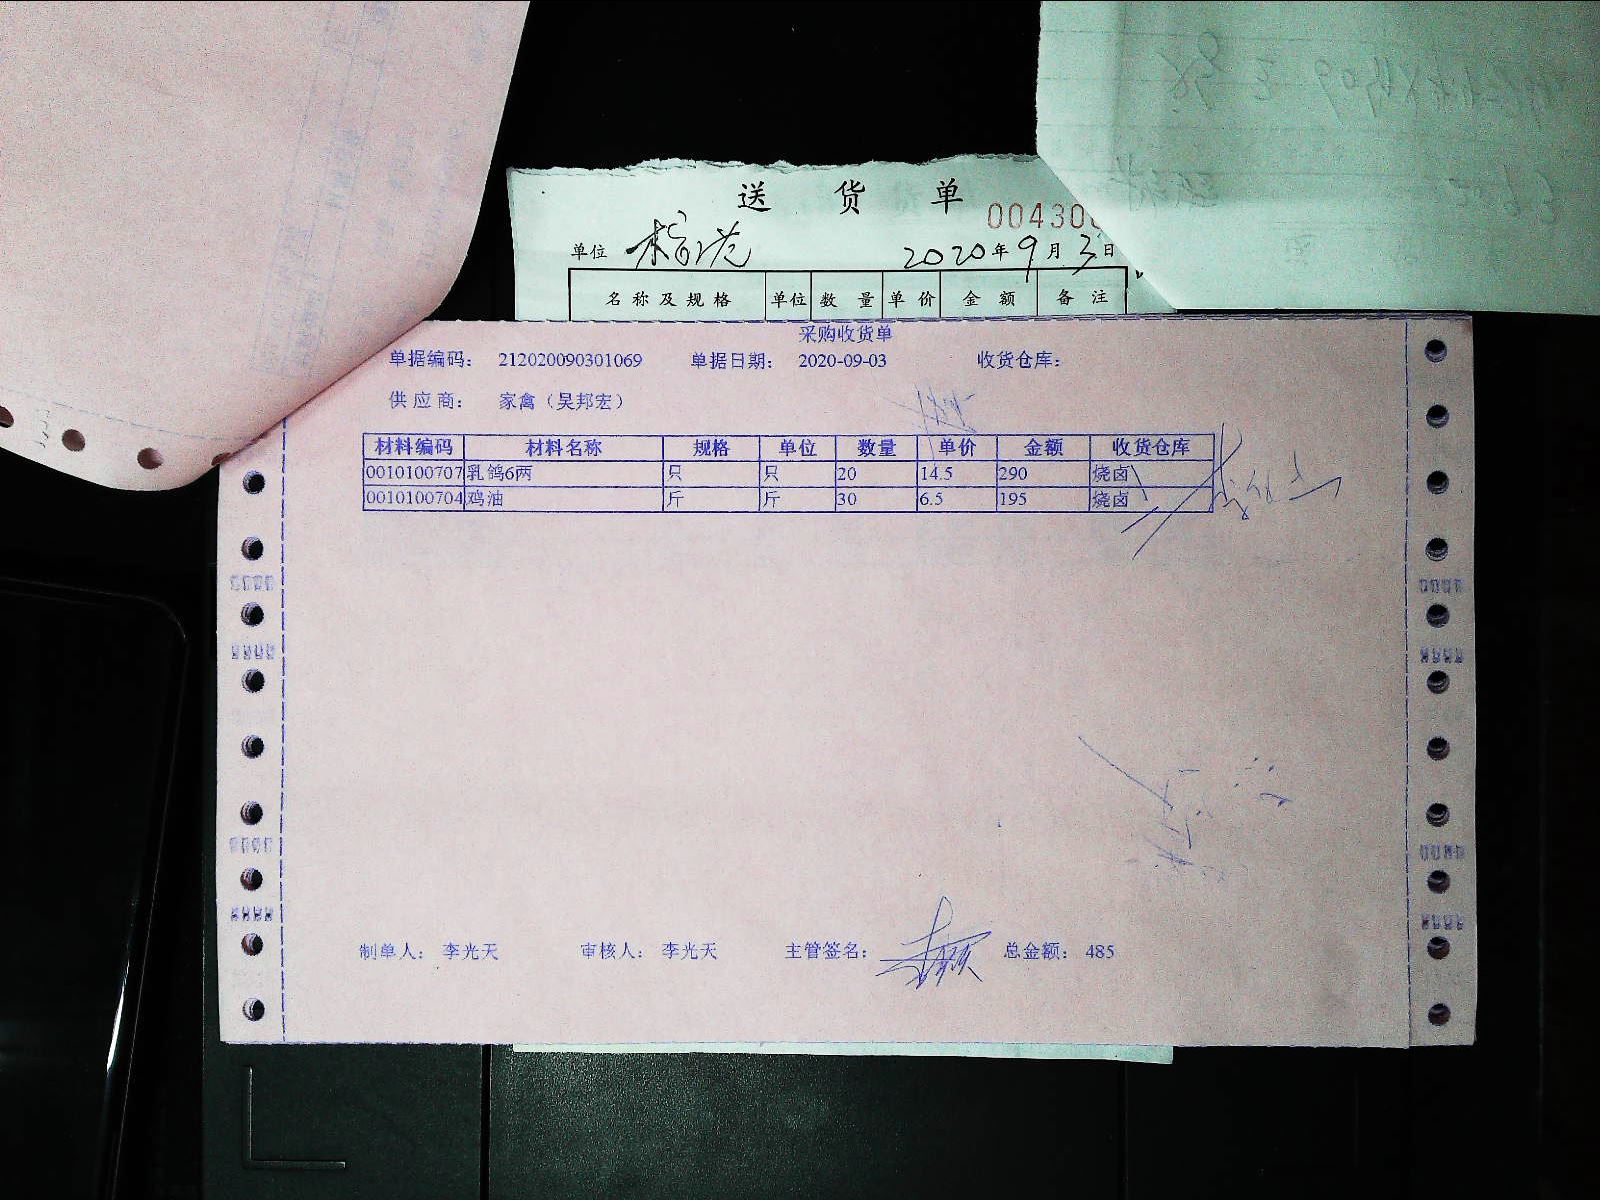 送 货 单
00430
单位 2020年9月3日
名称及规格 单位 数量 单价 金额 备注
采购收货单
单据编码: 212020090301069 单据日期: 2020-09-03 收货仓库:
供应商: 家禽（吴邦宏）
材料编码 材料名称 规格 单位 数量 单价 金额 收货仓库
0010100707 乳鸽6两 只 只 20 14.5 290 烧卤
0010100704 鸡油 斤 斤 30 6.5 195 烧卤
制单人: 李光天 审核人: 李光天 主管签名: 总金额: 485